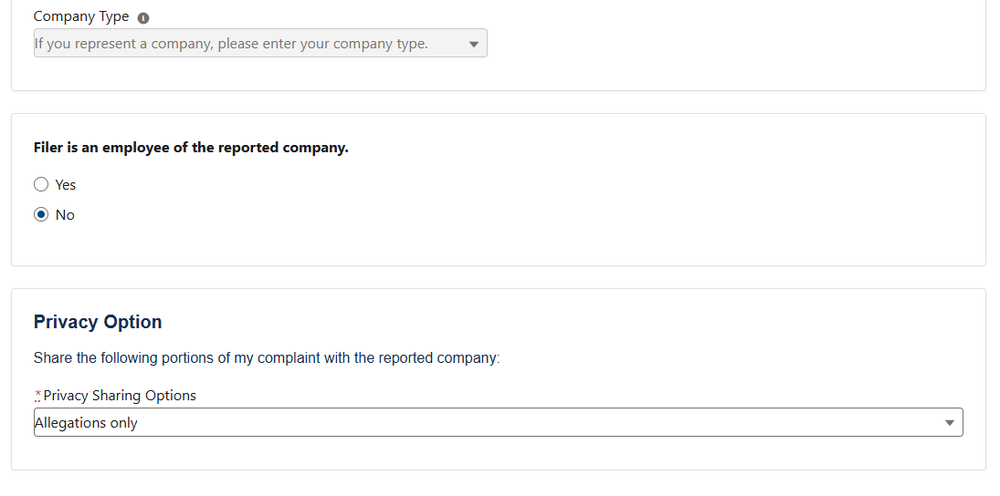 Company Type
If you represent a company, please enter your company type.
Filer is an employee of the reported company.
Yes
No
Privacy Option
Share the following portions of my complaint with the reported company:
*Privacy Sharing Options
Allegations only